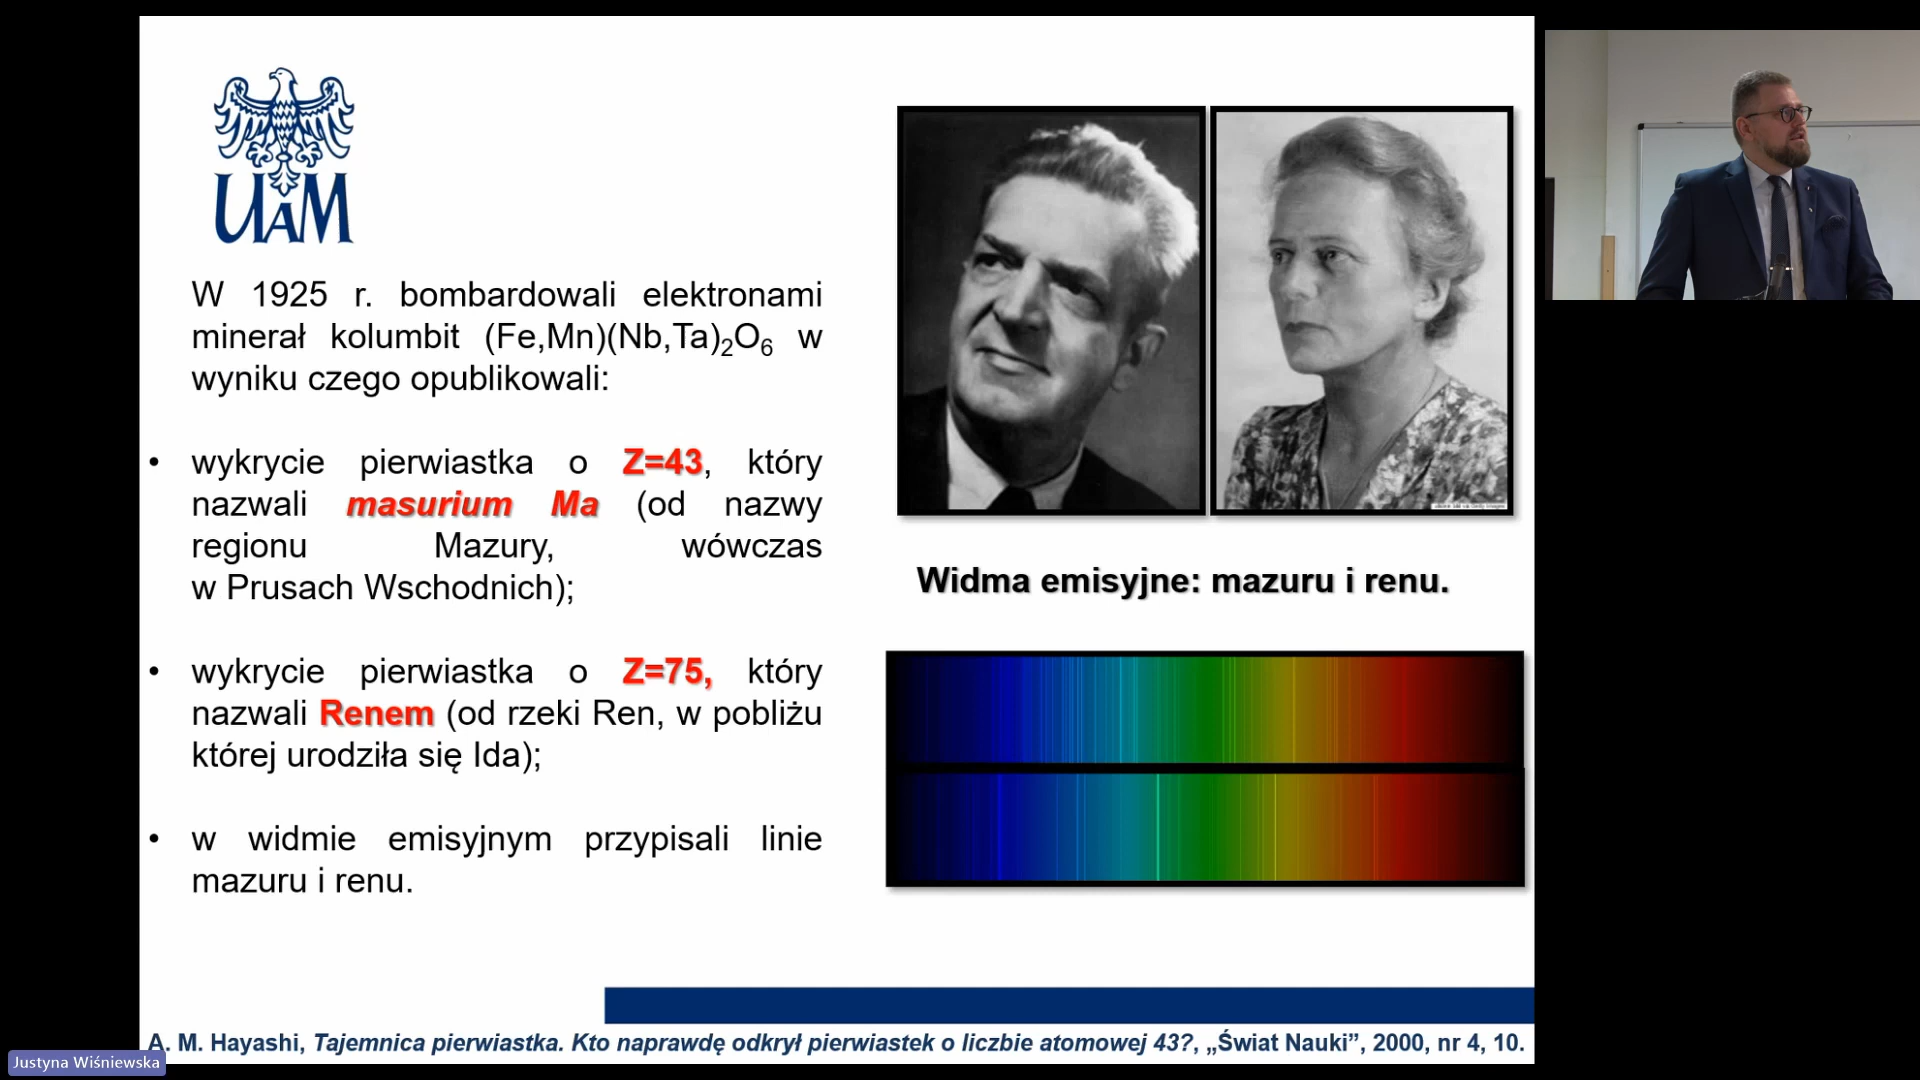 UAM
W 1925 r. bombardowali elektronami
minerał kolumbit (Fe,Mn)(Nb,Ta)₂O₆ w
wyniku czego opublikowali:
• wykrycie pierwiastka o Z=43, który
nazwali masurium Ma (od nazwy
regionu Mazury, wówczas
w Prusach Wschodnich);
• wykrycie pierwiastka o Z=75, który
nazwali Renem (od rzeki Ren, w pobliżu
której urodziła się Ida);
• w widmie emisyjnym przypisali linie
mazuru i renu.
Widma emisyjne: mazuru i renu.
A. M. Hayashi, Tajemnica pierwiastka. Kto naprawdę odkrył pierwiastek o liczbie atomowej 43?, „Świat Nauki”, 2000, nr 4, 10.
Justyna Wiśniewska